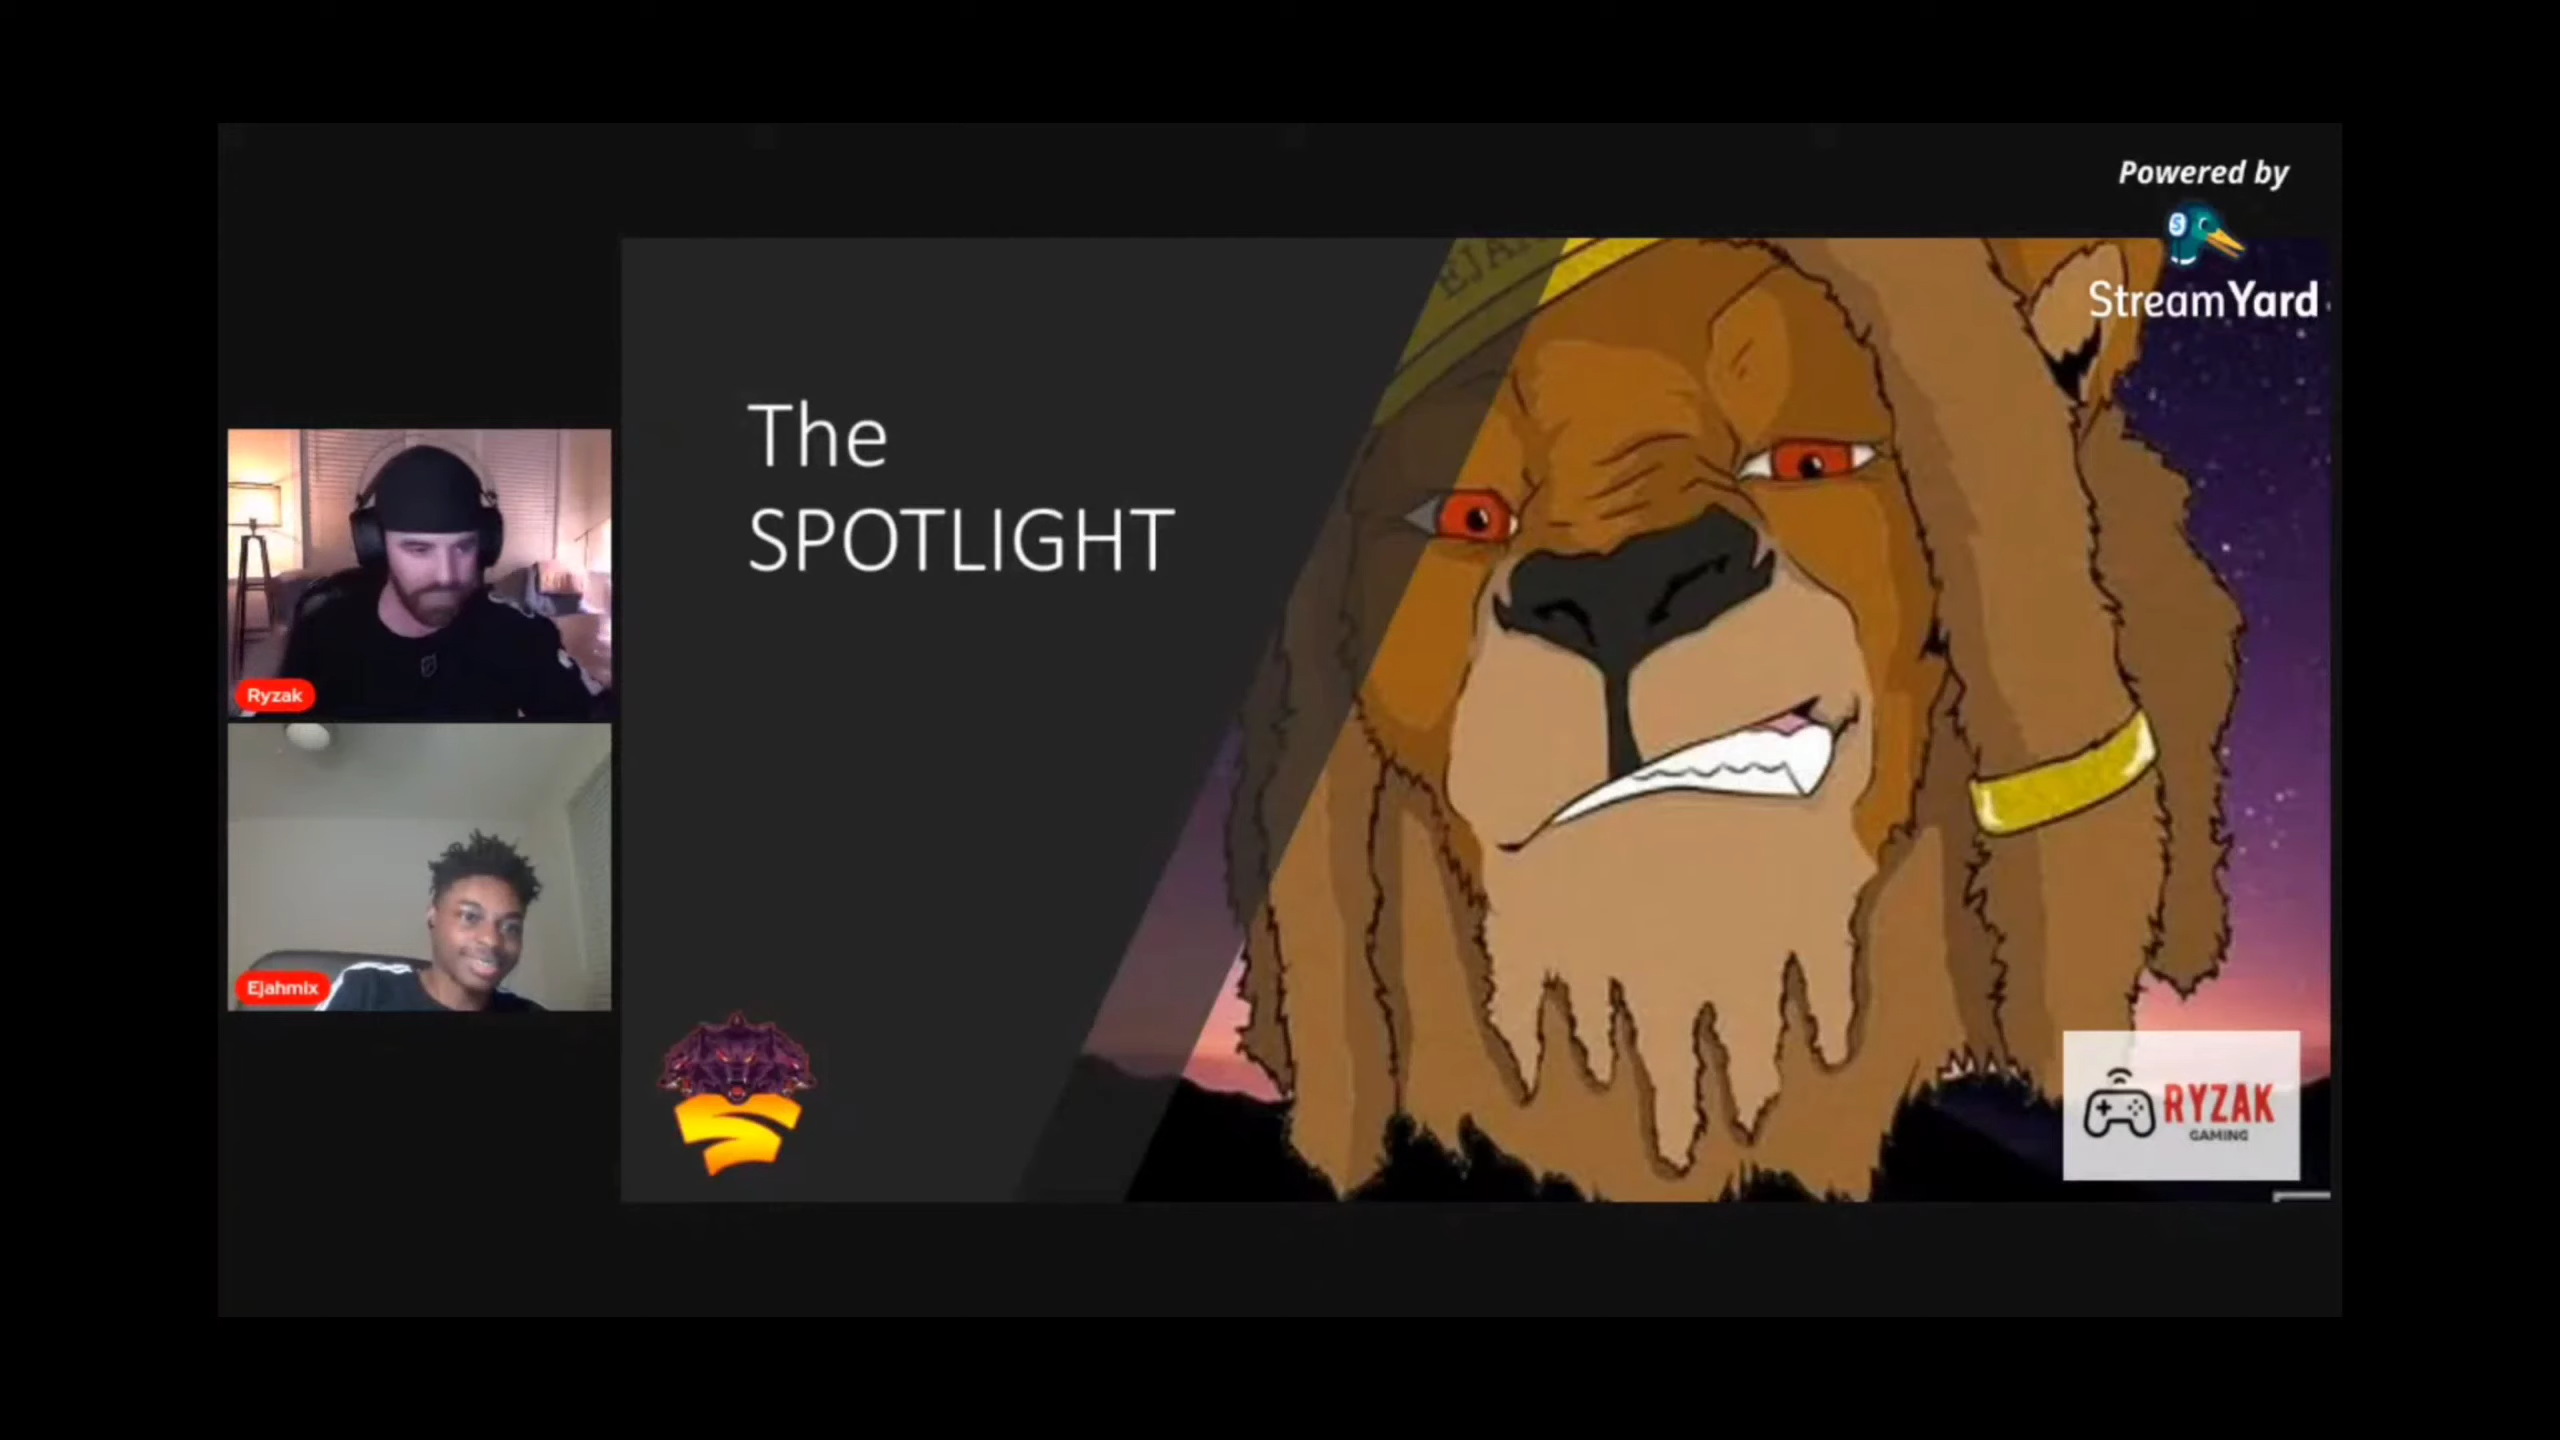 Powered by
StreamYard
The
SPOTLIGHT
Ryzak
Ejahmix
RYZAK
GAMING